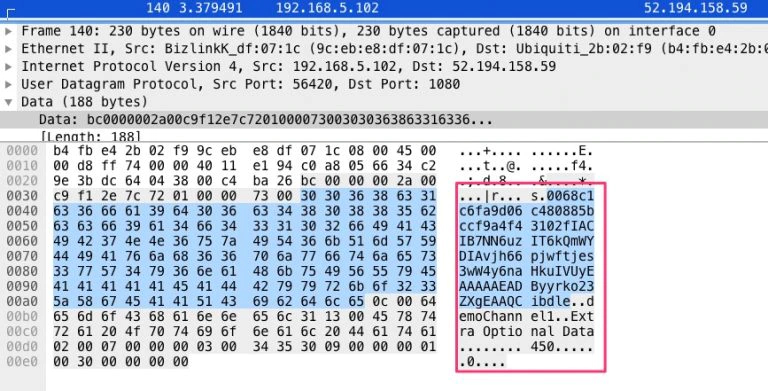 140 3.379491 192.168.5.102 52.194.158.59
Frame 140: 230 bytes on wire (1840 bits), 230 bytes captured (1840 bits) on interface 0
Ethernet II, Src: BizlinkK_df:07:1c (9c:eb:e8:df:07:1c), Dst: Ubiquiti_2b:02:f9 (b4:fb:e4:2b:0
Internet Protocol Version 4, Src: 192.168.5.102, Dst: 52.194.158.59
User Datagram Protocol, Src Port: 56420, Dst Port: 1080
Data (188 bytes)
Data: bc0000002a00c9f12e7c7201000073003030363863316336...
[Length: 188]
0000 b4 fb e4 2b 02 f9 9c eb e8 df 07 1c 08 00 45 00 ...+.... ......E.
0010 00 d8 ff 74 00 00 40 11 e1 94 c0 a8 05 66 34 c2 ...t..@. .....f4.
0020 9e 3b dc 64 04 38 00 c4 ba 26 bc 00 00 00 2a 00 .;.d.8.. .&....*.
0030 c9 f1 2e 7c 72 01 00 00 73 00 30 30 36 38 63 31 ...|r... s.0068c1
0040 63 36 66 61 39 64 30 36 63 34 38 30 38 38 35 62 c6fa9d06 c480885b
0050 63 63 66 39 61 34 66 34 33 31 30 32 66 49 41 43 ccf9a4f4 3102fIAC
0060 49 42 37 4e 4e 36 75 7a 49 54 36 6b 51 6d 57 59 IB7NN6uz IT6kQmWY
0070 44 49 41 76 6a 68 36 36 70 6a 77 66 74 6a 65 73 DIAvjh66 pjwftjes
0080 33 77 57 34 79 36 6e 61 48 6b 75 49 56 55 79 45 3wW4y6na HkuIVUyE
0090 41 41 41 41 41 45 41 44 42 79 79 72 6b 6f 32 33 AAAAAEAD Byyrko23
00a0 5a 58 67 45 41 41 51 43 69 62 64 6c 65 0c 00 64 ZXgEAAQC ibdle..d
00b0 65 6d 6f 43 68 61 6e 6e 65 6c 31 13 00 45 78 74 emoChann el1..Ext
00c0 72 61 20 4f 70 74 69 6f 6e 61 6c 20 44 61 74 61 ra Optio nal Data
00d0 02 00 07 00 00 00 03 00 34 35 30 09 00 00 00 01 ........ 450.....
00e0 00 30 00 00 00 00 .0....